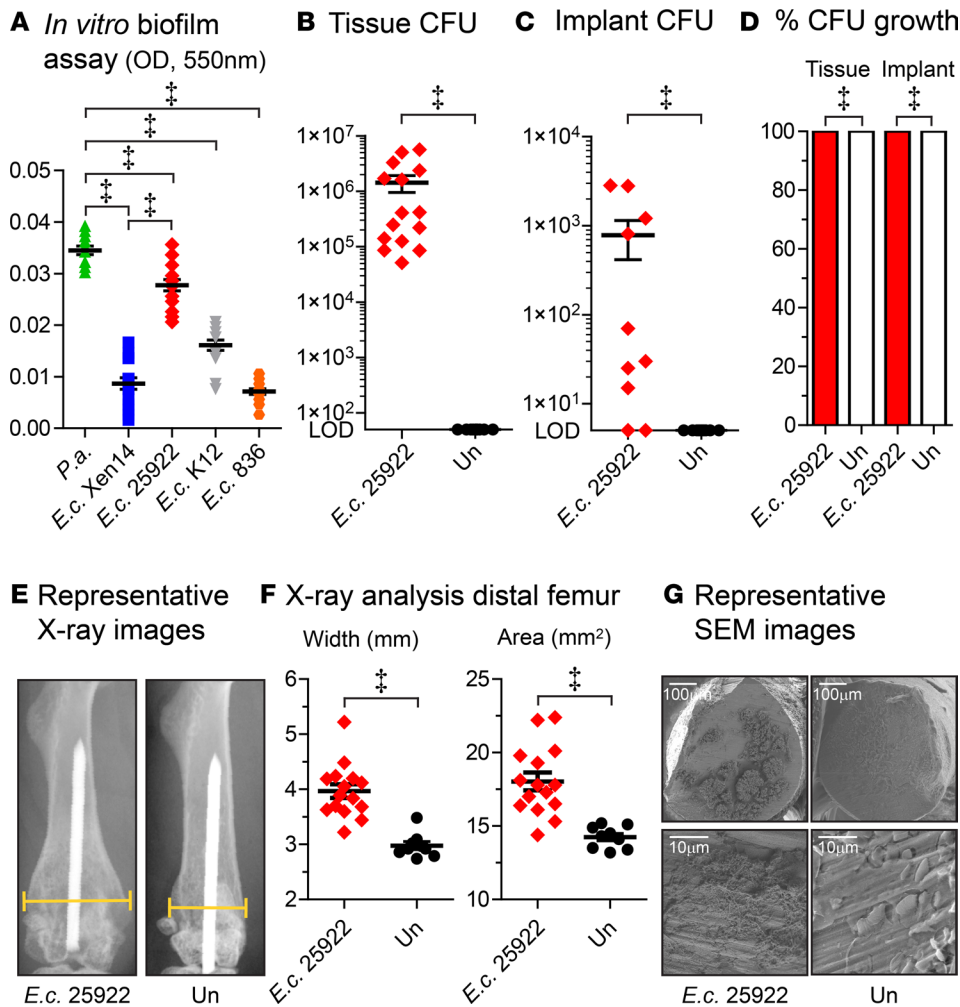 A In vitro biofilm
assay (OD, 550nm)
‡
‡
‡
‡ ‡
0.05
0.04
0.03
0.02
0.01
0.00
P.a.
E.c. Xen14
E.c. 25922
E.c. K12
E.c. 836
B Tissue CFU
‡
1×10⁷
1×10⁶
1×10⁵
1×10⁴
1×10³
1×10²
LOD
E.c. 25922
Un
C Implant CFU
‡
1×10⁴
1×10³
1×10²
1×10¹
LOD
E.c. 25922
Un
D % CFU growth
Tissue Implant
‡ ‡
100
80
60
40
20
0
E.c. 25922
Un
E.c. 25922
Un
E Representative
X-ray images
E.c. 25922 Un
F X-ray analysis distal femur
Width (mm)
‡
6
5
4
3
2
E.c. 25922
Un
Area (mm²)
‡
25
20
15
10
E.c. 25922
Un
G Representative
SEM images
100μm 100μm
10μm 10μm
E.c. 25922 Un